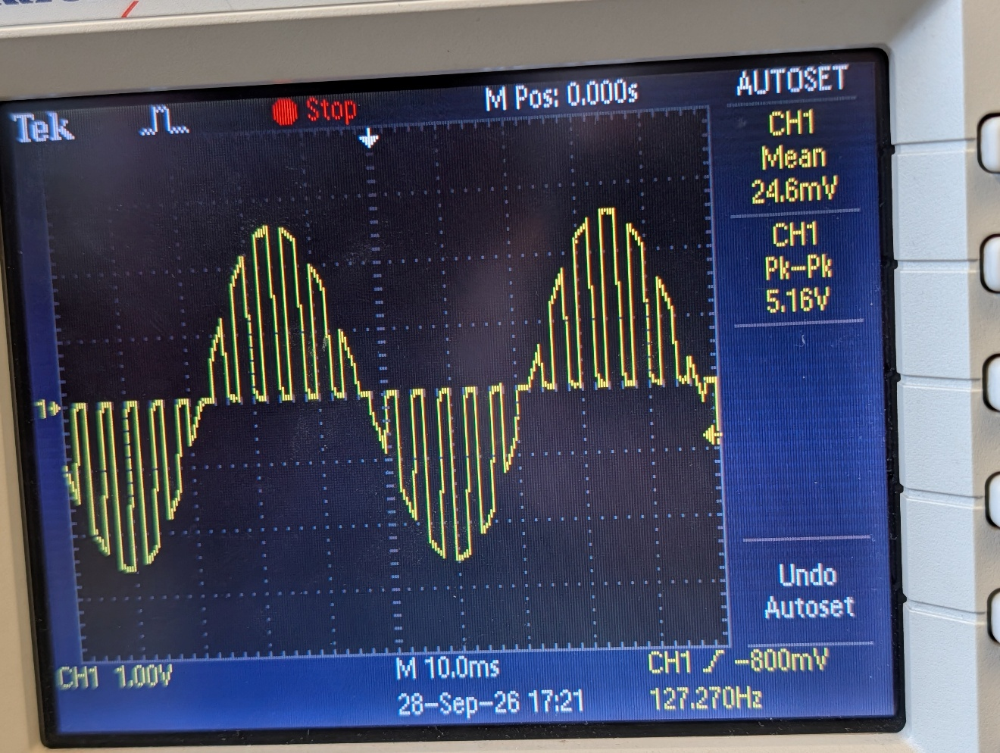 Tek
Stop
M Pos: 0.000s
AUTOSET
CH1
Mean
24.6mV
CH1
Pk-Pk
5.16V
1
Undo
Autoset
CH1 1.00V
M 10.0ms
CH1 -800mV
28-Sep-26 17:21
127.270Hz